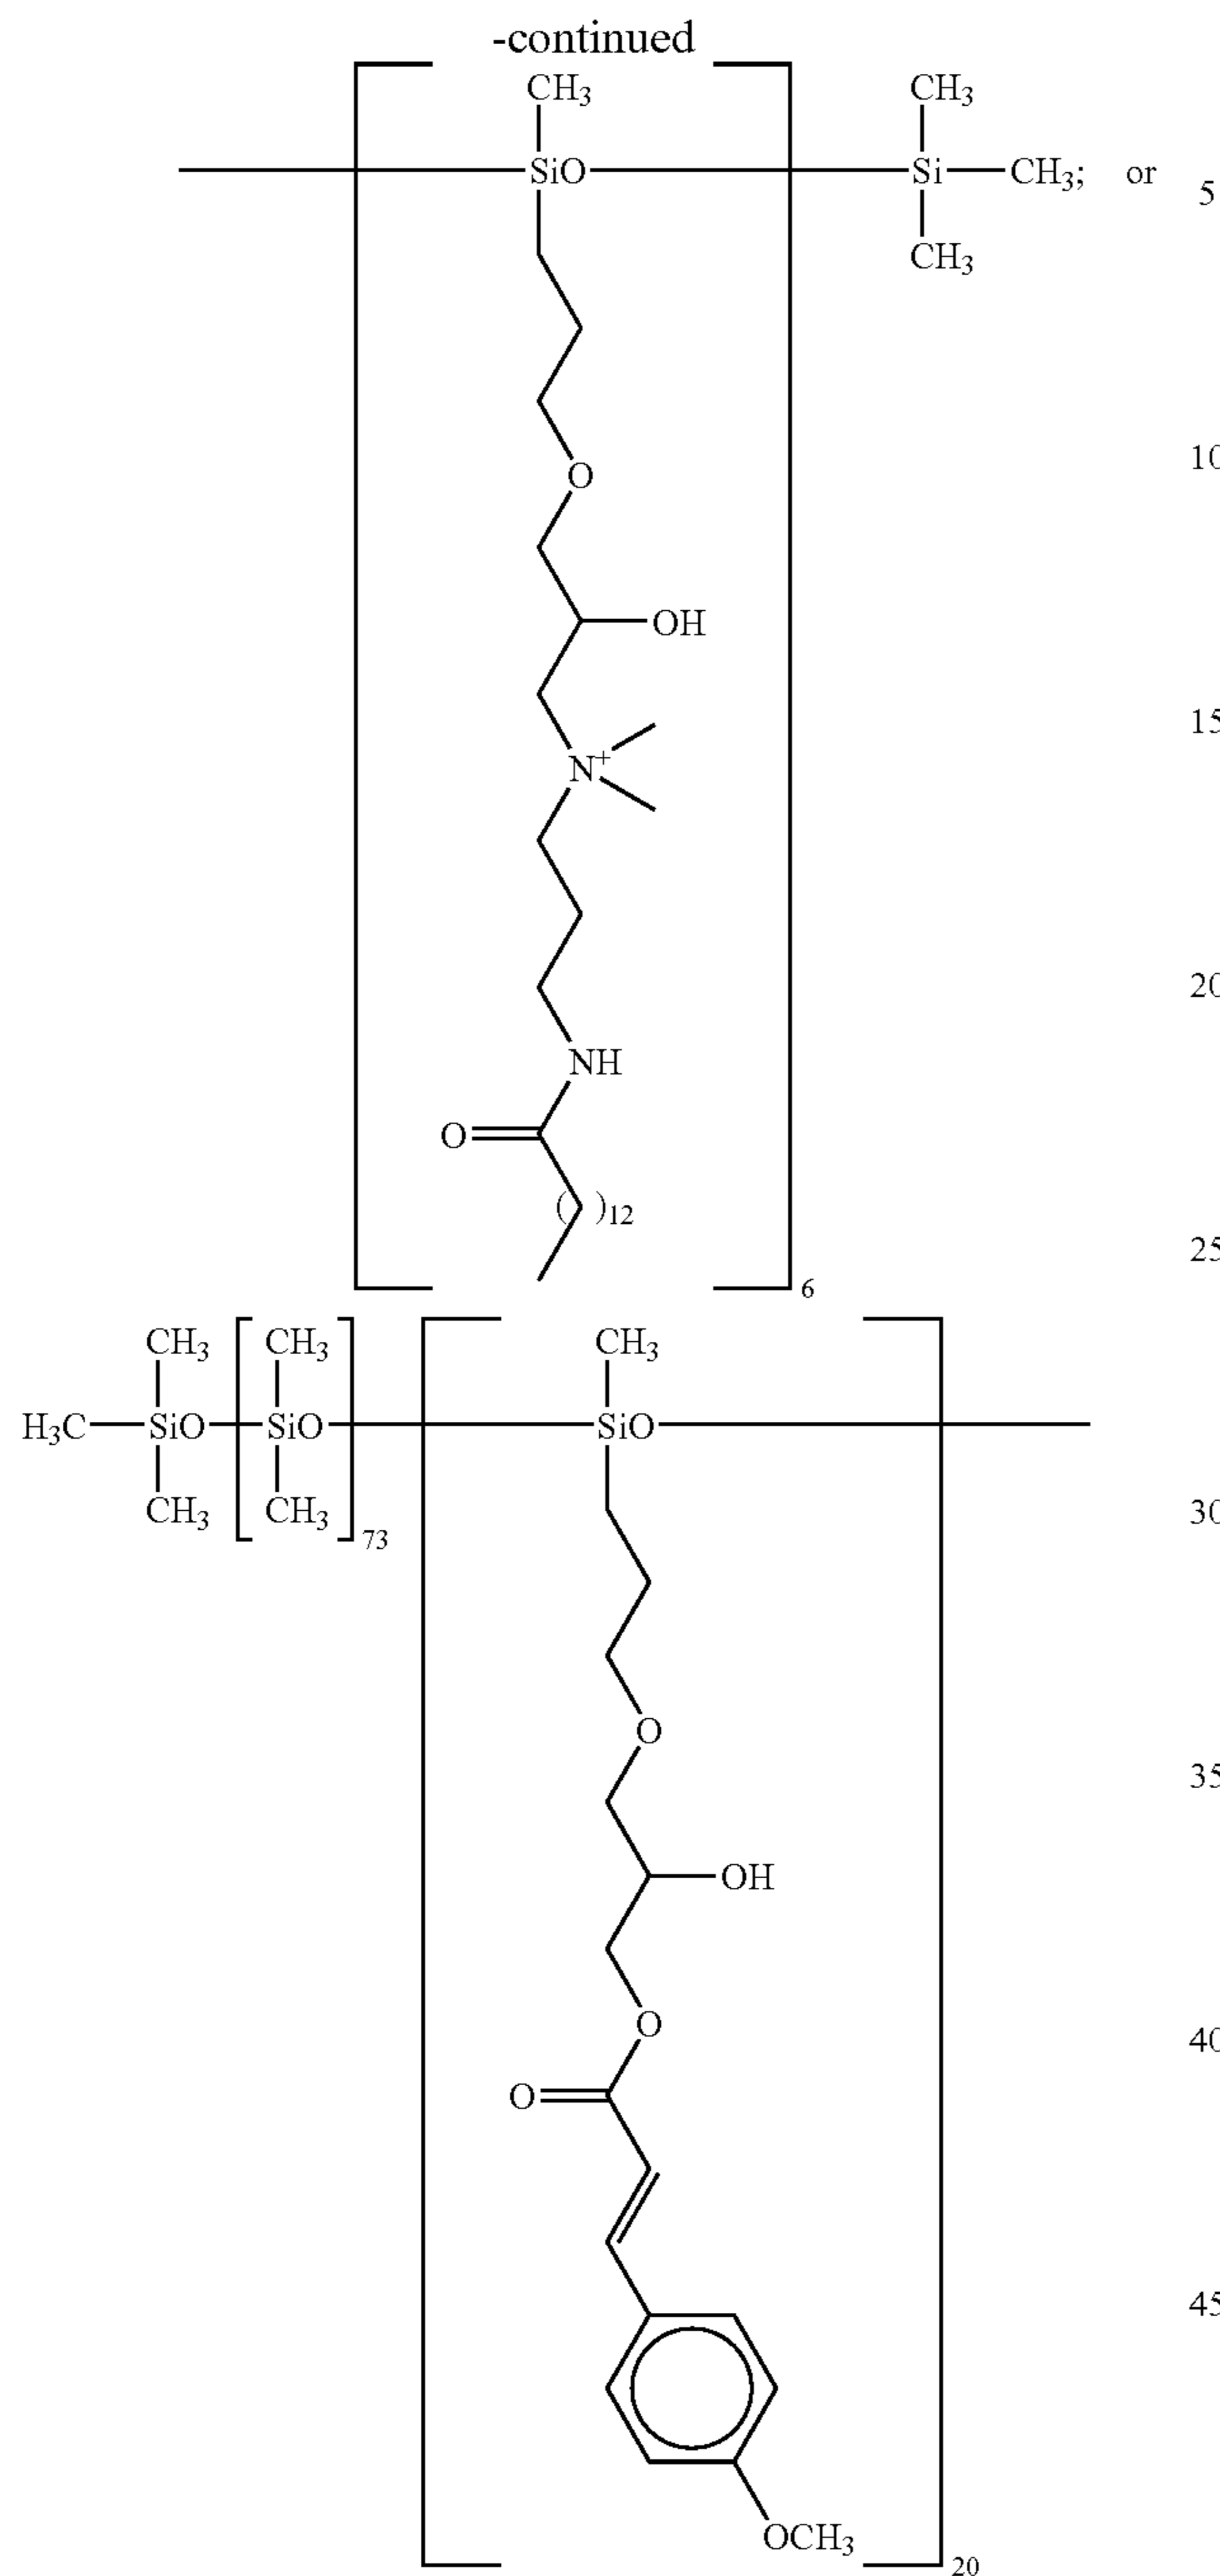 -continued
CH3 CH3
SiO Si CH3; or 5
CH3
10
O
OH
15
N+
20
NH
O
( )12
25
6
CH3 CH3 CH3
H3C SiO SiO SiO
CH3 CH3
30
73
O
35
OH
O
40
O
45
OCH3
20